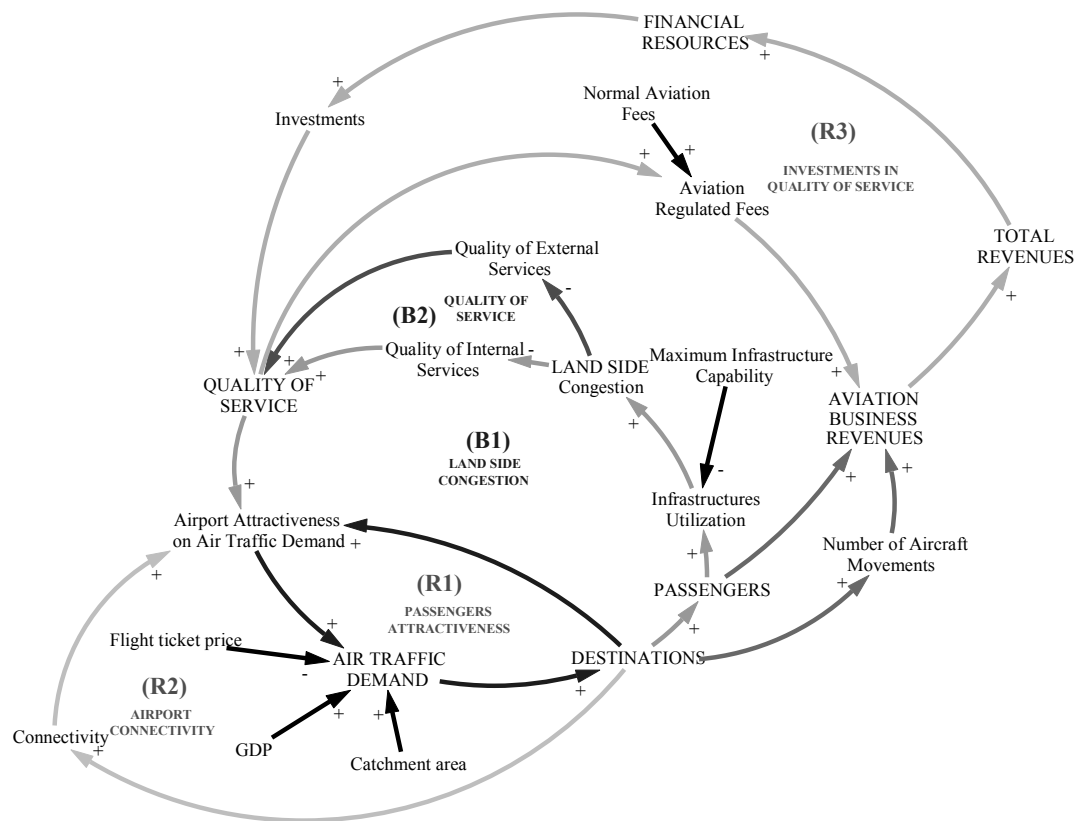 FINANCIAL
RESOURCES
+
+
Investments
Normal Aviation
Fees
+
+
(R3)
INVESTMENTS IN
QUALITY OF SERVICE
Aviation
Regulated Fees
TOTAL
REVENUES
+
Quality of External
Services
-
(B2)
QUALITY OF
SERVICE
Quality of Internal
Services
-
LAND SIDE
Congestion
+
Maximum Infrastructure
Capability
+
+
+
QUALITY OF
SERVICE
+
AVIATION
BUSINESS
REVENUES
+
+
(B1)
LAND SIDE
CONGESTION
-
Infrastructures
Utilization
+
+
Airport Attractiveness
on Air Traffic Demand
+
+
Number of Aircraft
Movements
+
PASSENGERS
+
(R1)
PASSENGERS
ATTRACTIVENESS
+
Flight ticket price
-
AIR TRAFFIC
DEMAND
DESTINATIONS
+
(R2)
AIRPORT
CONNECTIVITY
+
+
Connectivity
+
GDP
Catchment area